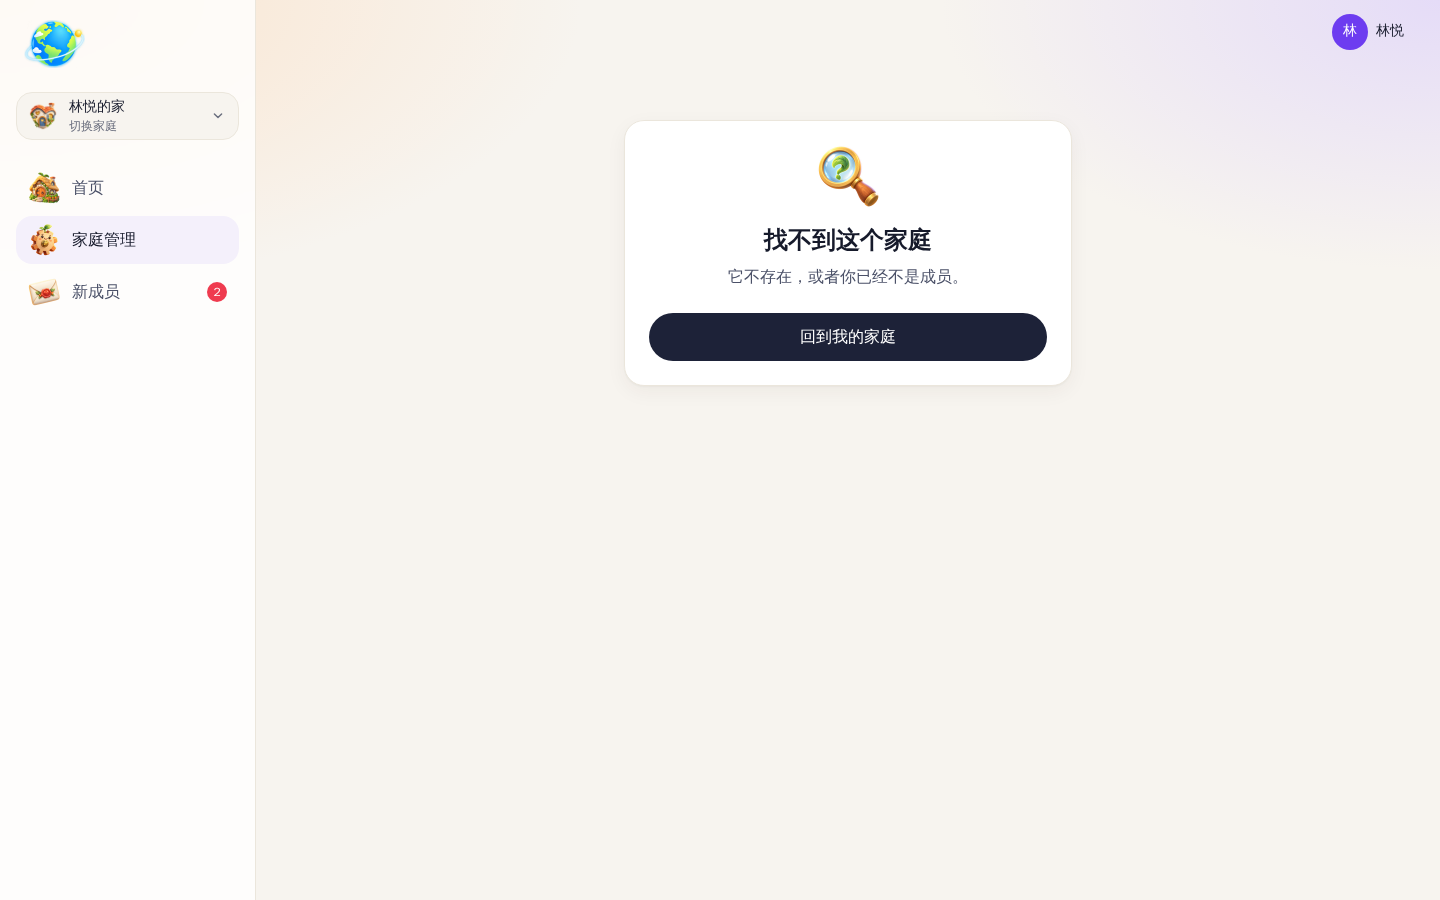 林悦的家
切换家庭
首页
家庭管理
新成员
2
林
林悦
找不到这个家庭
它不存在，或者你已经不是成员。
回到我的家庭